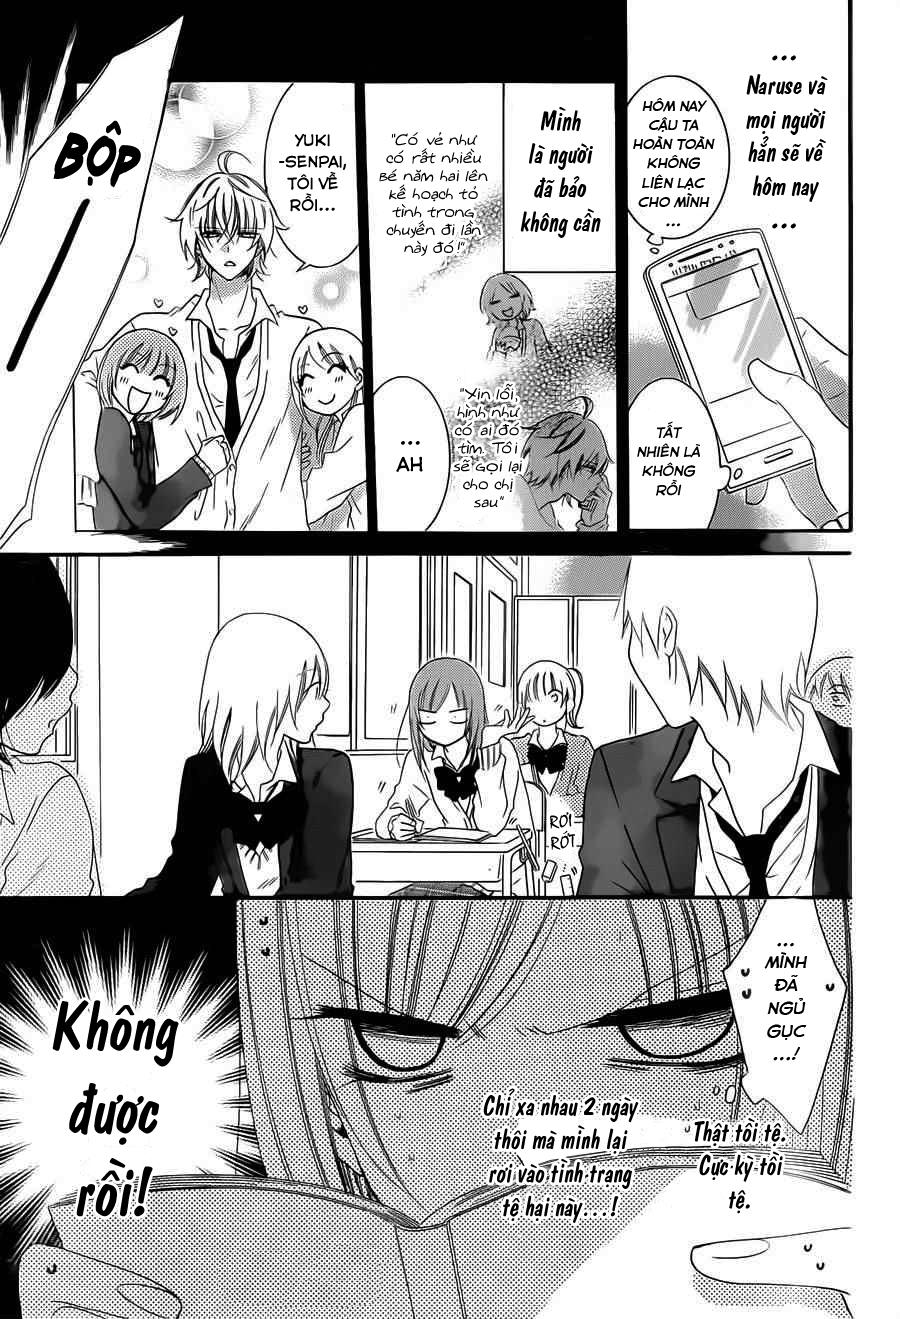 ...
Naruse và
mọi người
hẳn sẽ về
hôm nay
...
HÔM NAY
CẬU TA
HOÀN TOÀN
KHÔNG
LIÊN LẠC
CHO MÌNH
...
TẤT
NHIÊN LÀ
KHÔNG
RỒI
Mình
là người
đã bảo
không cần
"Có vẻ như
có rất nhiều
bé năm hai lên
kế hoạch tỏ
tình trong
chuyến đi lần
này đó!"
"Xin lỗi,
hình như
có ai đó
tìm. Tôi
sẽ gọi lại
cho chị
sau"
...
AH
YUKI
-SENPAI,
TÔI VỀ
RỒI...
BỘP
RƠI
RỚT
...
MÌNH
ĐÃ
NGỦ
GỤC
...!
Thật tồi tệ.
Cực kỳ tồi
tệ.
Chỉ xa nhau 2 ngày
thôi mà mình lại
rơi vào tình trạng
tệ hại này...!
Không
được
rồi!